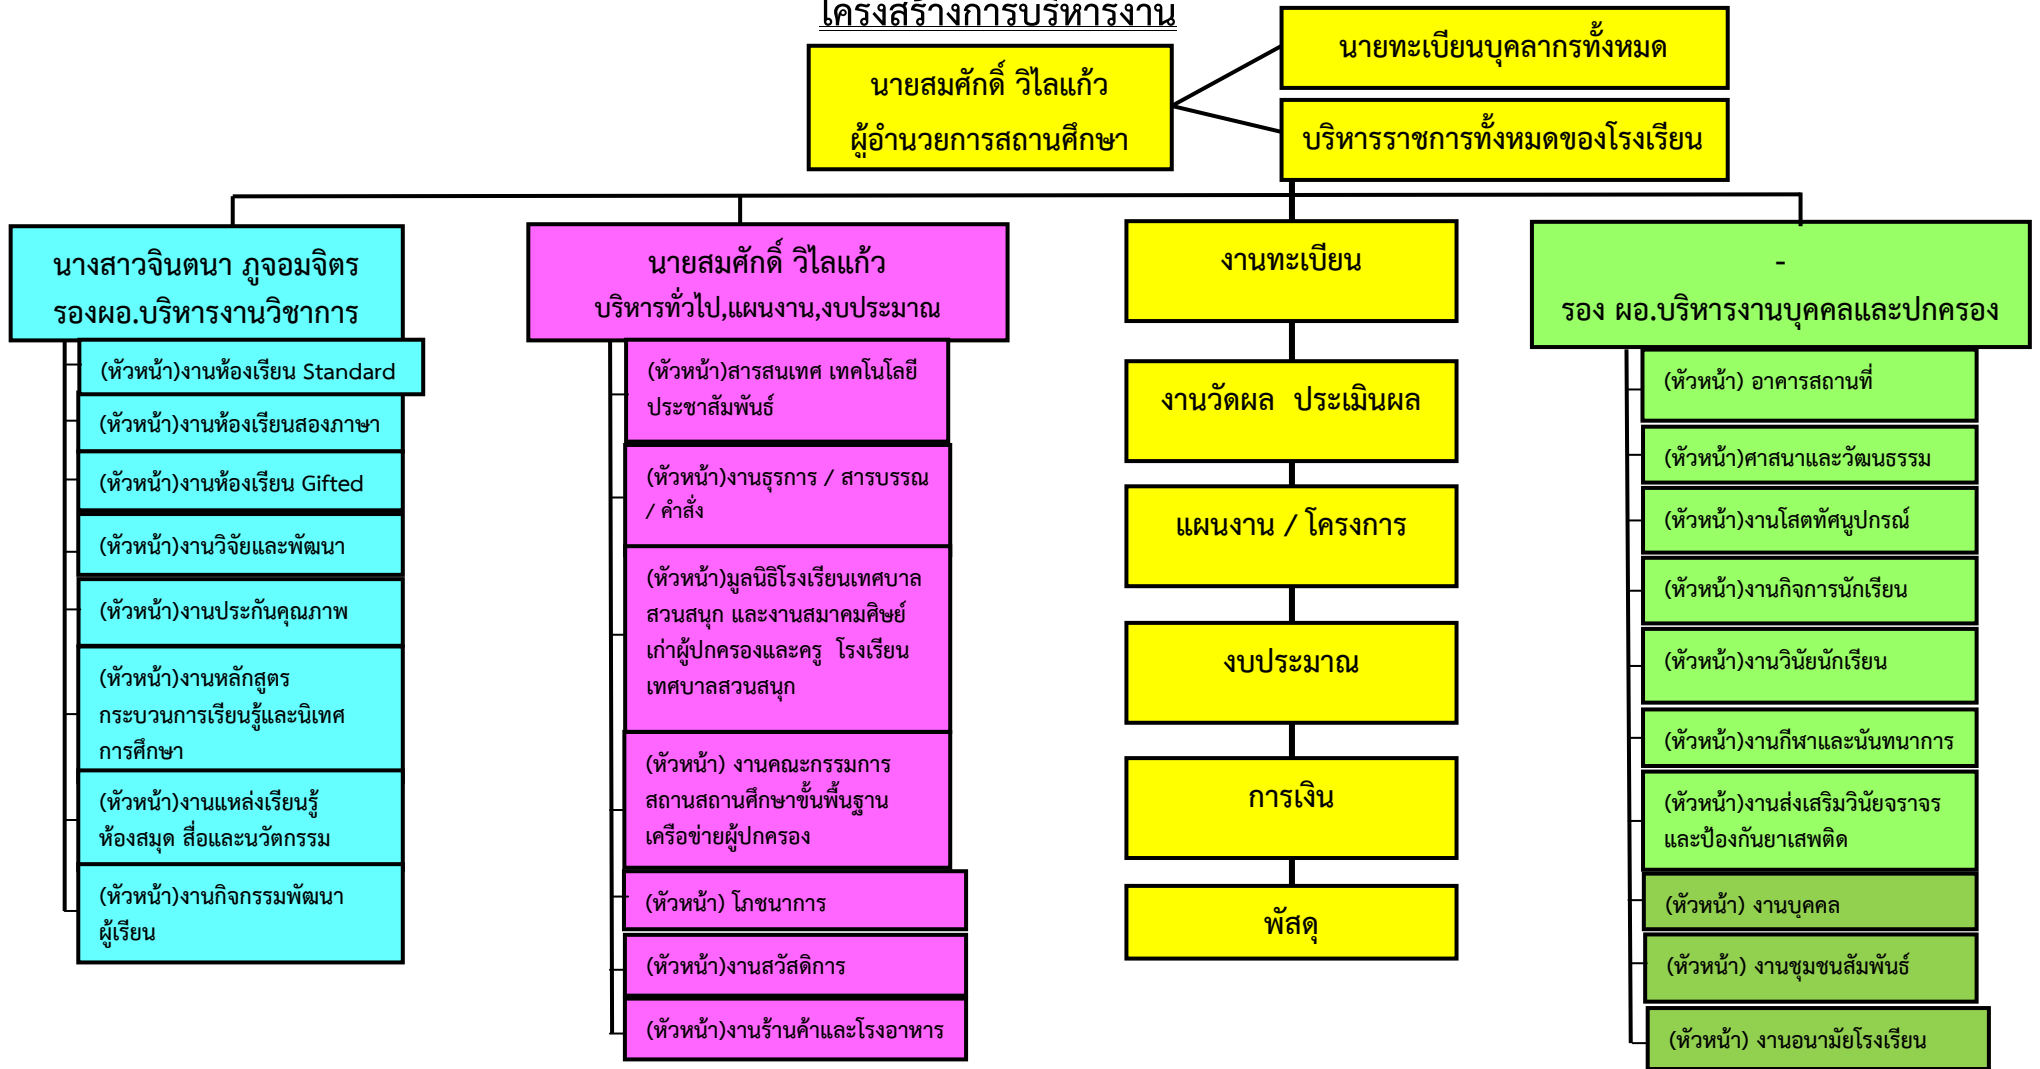 โครงสร้างการบริหารงาน
นายสมศักดิ์ วิไลแก้ว
ผู้อำนวยการสถานศึกษา
นายทะเบียนบุคลากรทั้งหมด
บริหารราชการทั้งหมดของโรงเรียน
นางสาวจินตนา ภูจอมจิตร
รองผอ.บริหารงานวิชาการ
(หัวหน้า)งานห้องเรียน Standard
(หัวหน้า)งานห้องเรียนสองภาษา
(หัวหน้า)งานห้องเรียน Gifted
(หัวหน้า)งานวิจัยและพัฒนา
(หัวหน้า)งานประกันคุณภาพ
(หัวหน้า)งานหลักสูตร
กระบวนการเรียนรู้และนิเทศ
การศึกษา
(หัวหน้า)งานแหล่งเรียนรู้
ห้องสมุด สื่อและนวัตกรรม
(หัวหน้า)งานกิจกรรมพัฒนา
ผู้เรียน
นายสมศักดิ์ วิไลแก้ว
บริหารทั่วไป,แผนงาน,งบประมาณ
(หัวหน้า)สารสนเทศ เทคโนโลยี
ประชาสัมพันธ์
(หัวหน้า)งานธุรการ / สารบรรณ
/ คำสั่ง
(หัวหน้า)มูลนิธิโรงเรียนเทศบาล
สวนสนุก และงานสมาคมศิษย์
เก่าผู้ปกครองและครู โรงเรียน
เทศบาลสวนสนุก
(หัวหน้า) งานคณะกรรมการ
สถานสถานศึกษาขั้นพื้นฐาน
เครือข่ายผู้ปกครอง
(หัวหน้า) โภชนาการ
(หัวหน้า)งานสวัสดิการ
(หัวหน้า)งานร้านค้าและโรงอาหาร
งานทะเบียน
งานวัดผล ประเมินผล
แผนงาน / โครงการ
งบประมาณ
การเงิน
พัสดุ
-
รอง ผอ.บริหารงานบุคคลและปกครอง
(หัวหน้า) อาคารสถานที่
(หัวหน้า)ศาสนาและวัฒนธรรม
(หัวหน้า)งานโสตทัศนูปกรณ์
(หัวหน้า)งานกิจการนักเรียน
(หัวหน้า)งานวินัยนักเรียน
(หัวหน้า)งานกีฬาและนันทนาการ
(หัวหน้า)งานส่งเสริมวินัยจราจร
และป้องกันยาเสพติด
(หัวหน้า) งานบุคคล
(หัวหน้า) งานชุมชนสัมพันธ์
(หัวหน้า) งานอนามัยโรงเรียน